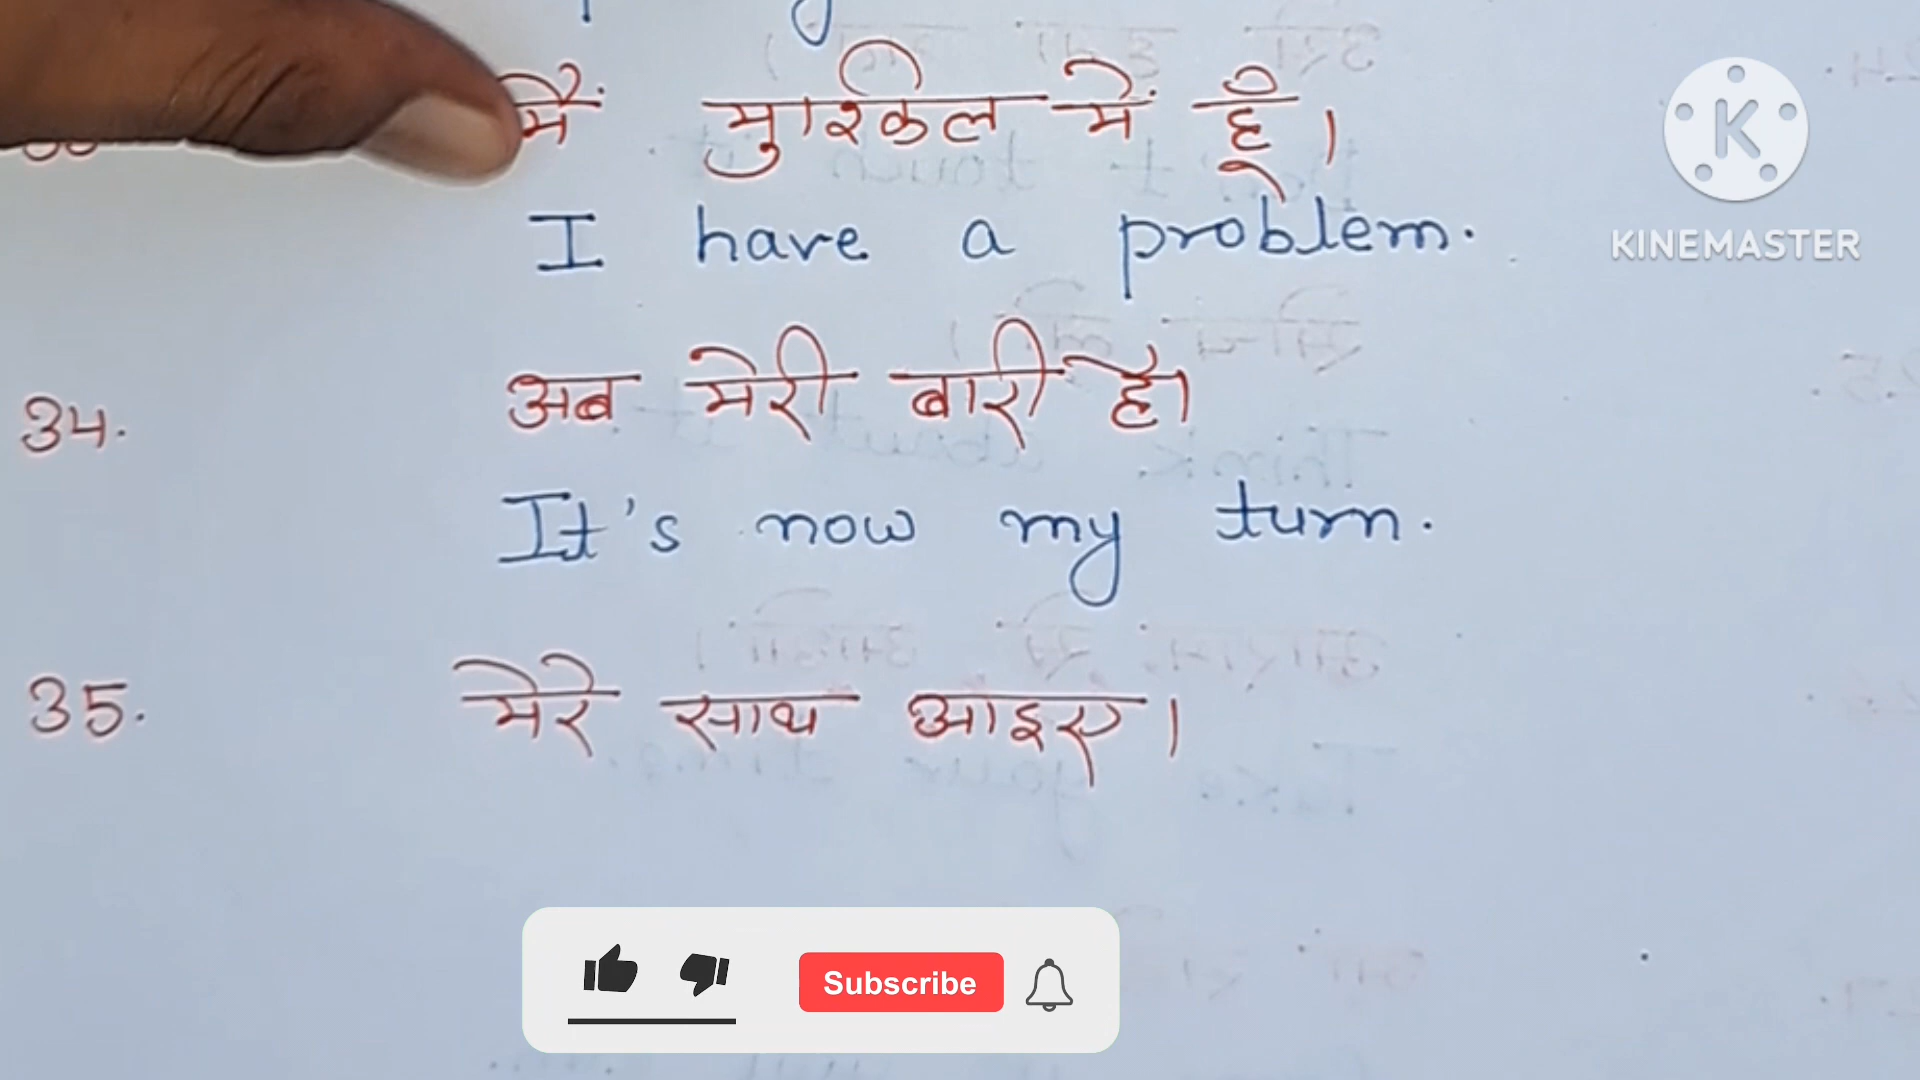 मैं मुश्किल में हूँ।
I have a problem.
34. अब मेरी बारी है।
It's now my turn.
35. मेरे साथ आइए।
KINEMASTER
Subscribe